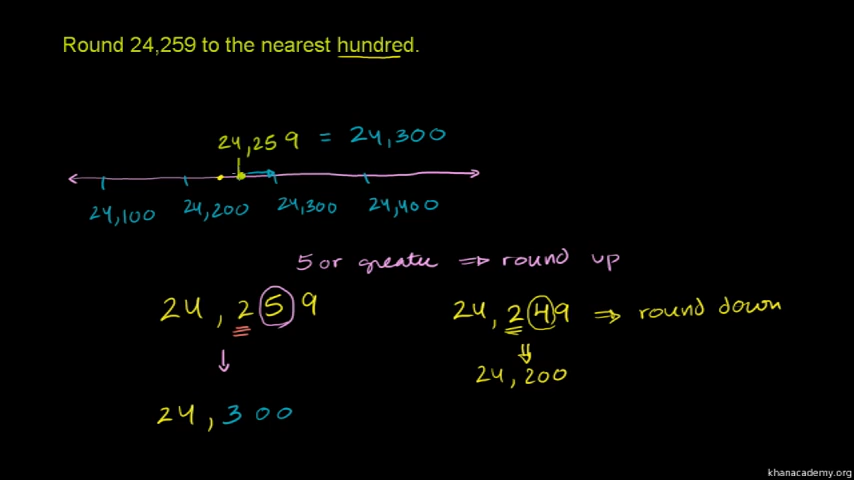 Round 24,259 to the nearest hundred.
24,259 = 24,300
24,100 24,200 24,300 24,400
5 or greater ⇒ round up
24,259
24,249 ⇒ round down
24,200
24,300
khanacademy.org